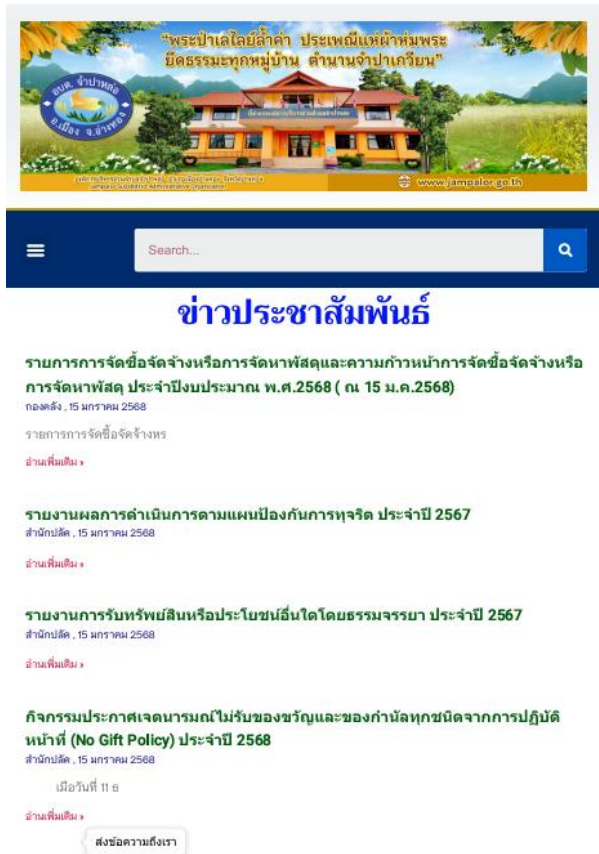 “พระป่าเลไลย์ล้ำค่า ประเพณีแห่ผ้าห่มพระ
ยึดธรรมะทุกหมู่บ้าน ตำนานจำปาเกวียน”
อบต. จำปาหล่อ
อ.เมือง จ.อ่างทอง
www.jampalor.go.th
Search...
ข่าวประชาสัมพันธ์
รายการการจัดซื้อจัดจ้างหรือการจัดหาพัสดุและความก้าวหน้าการจัดซื้อจัดจ้างหรือ
การจัดหาพัสดุ ประจำปีงบประมาณ พ.ศ.2568 ( ณ 15 ม.ค.2568)
กองคลัง , 15 มกราคม 2568
รายการการจัดซื้อจัดจ้างหร
อ่านเพิ่มเติม »
รายงานผลการดำเนินการตามแผนป้องกันการทุจริต ประจำปี 2567
สำนักปลัด , 15 มกราคม 2568
อ่านเพิ่มเติม »
รายงานการรับทรัพย์สินหรือประโยชน์อื่นใดโดยธรรมจรรยา ประจำปี 2567
สำนักปลัด , 15 มกราคม 2568
อ่านเพิ่มเติม »
กิจกรรมประกาศเจตนารมณ์ไม่รับของขวัญและของกำนัลทุกชนิดจากการปฏิบัติ
หน้าที่ (No Gift Policy) ประจำปี 2568
สำนักปลัด , 15 มกราคม 2568
เมื่อวันที่ 11 ธ
อ่านเพิ่มเติม »
ส่งข้อความถึงเรา